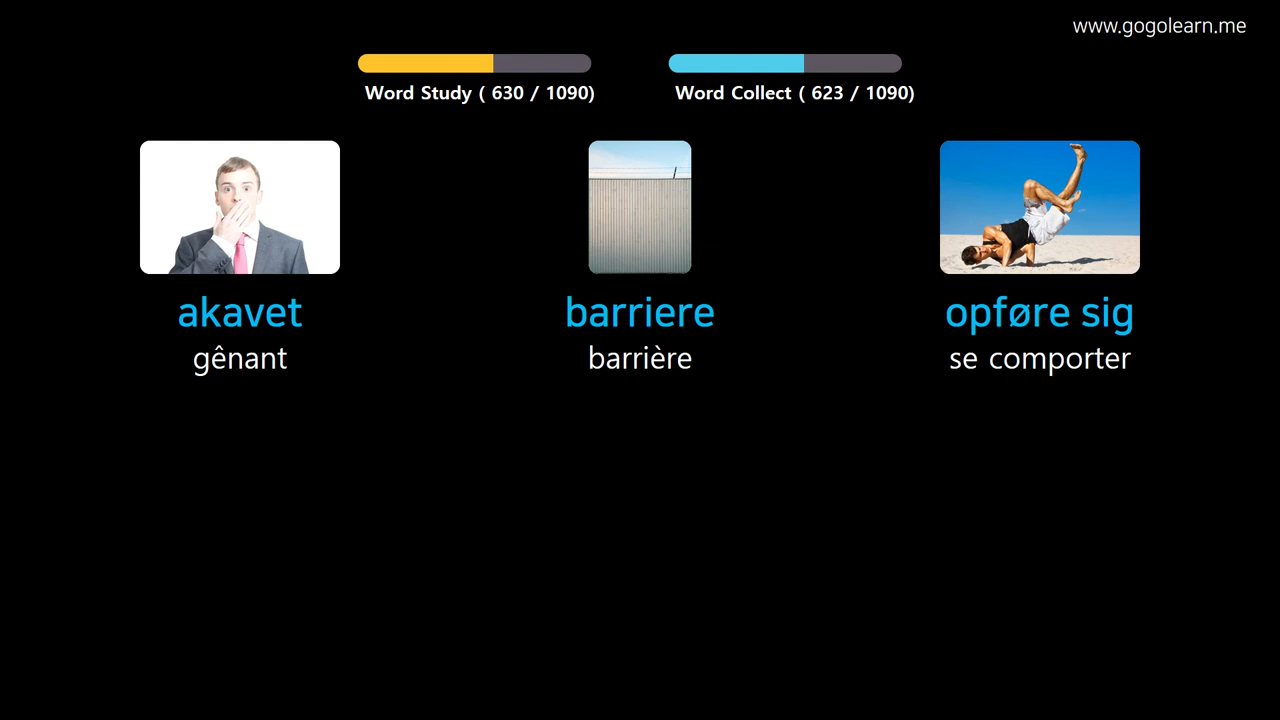 www.gogolearn.me
Word Study ( 630 / 1090)
Word Collect ( 623 / 1090)
akavet
gênant
barriere
barrière
opføre sig
se comporter